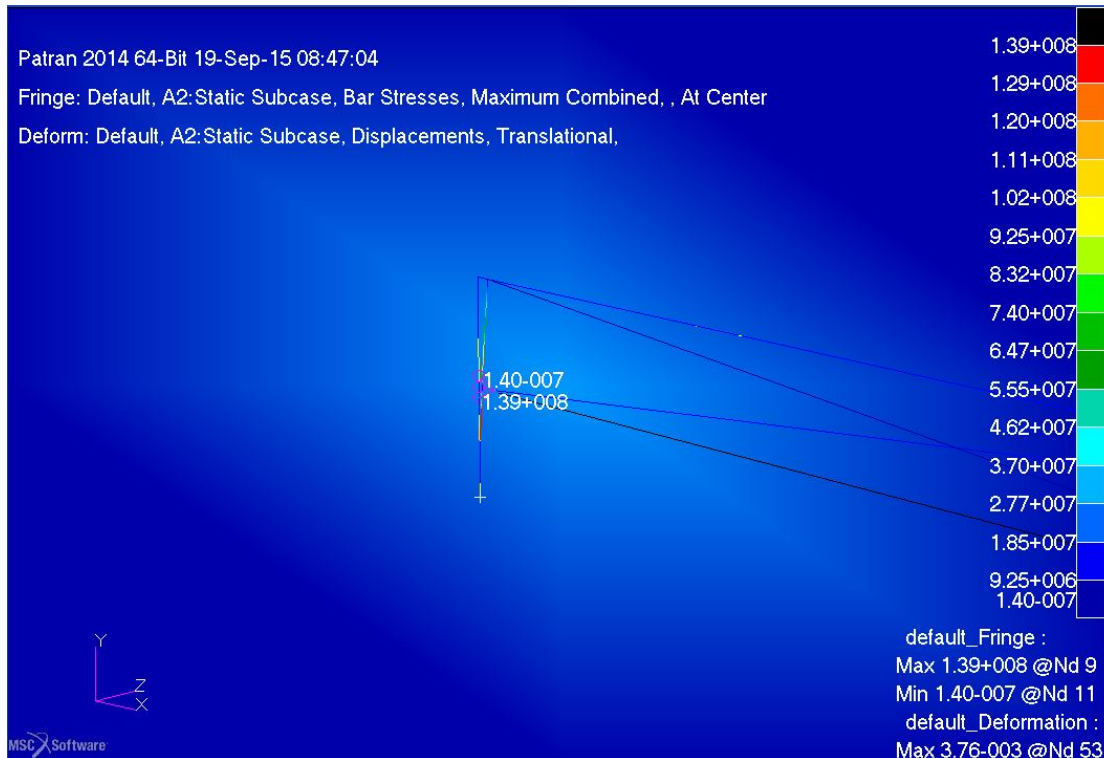 Patran 2014 64-Bit 19-Sep-15 08:47:04
Fringe: Default, A2:Static Subcase, Bar Stresses, Maximum Combined, , At Center
Deform: Default, A2:Static Subcase, Displacements, Translational,
1.39+008
1.29+008
1.20+008
1.11+008
1.02+008
9.25+007
8.32+007
7.40+007
6.47+007
5.55+007
4.62+007
3.70+007
2.77+007
1.85+007
9.25+006
1.40-007
1.40-007
1.39+008
default_Fringe :
Max 1.39+008 @Nd 9
Min 1.40-007 @Nd 11
default_Deformation :
Max 3.76-003 @Nd 53
Y
Z
X
MSC Software